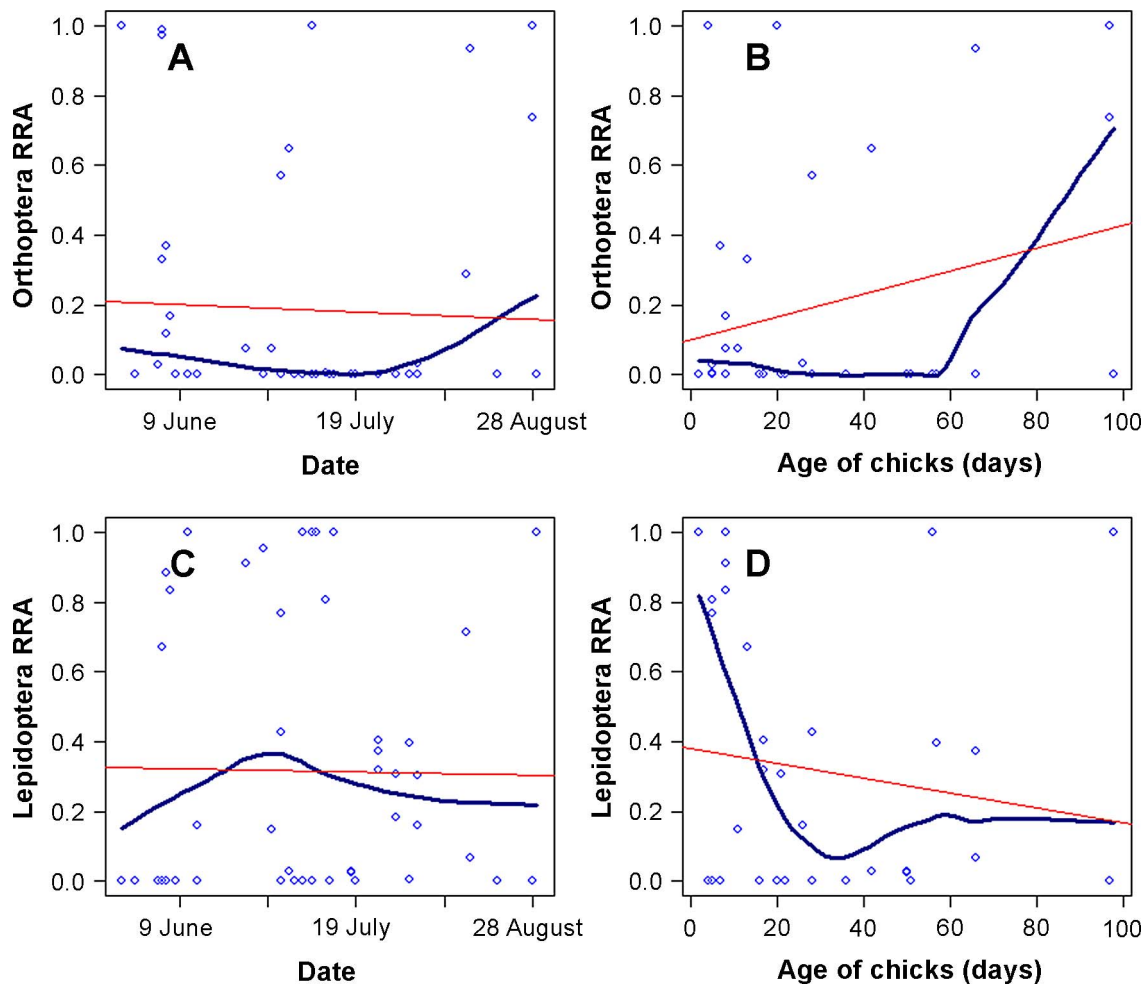 A
Orthoptera RRA
1.0
0.8
0.6
0.4
0.2
0.0
9 June
19 July
28 August
Date
B
Orthoptera RRA
1.0
0.8
0.6
0.4
0.2
0.0
0
20
40
60
80
100
Age of chicks (days)
C
Lepidoptera RRA
1.0
0.8
0.6
0.4
0.2
0.0
9 June
19 July
28 August
Date
D
Lepidoptera RRA
1.0
0.8
0.6
0.4
0.2
0.0
0
20
40
60
80
100
Age of chicks (days)